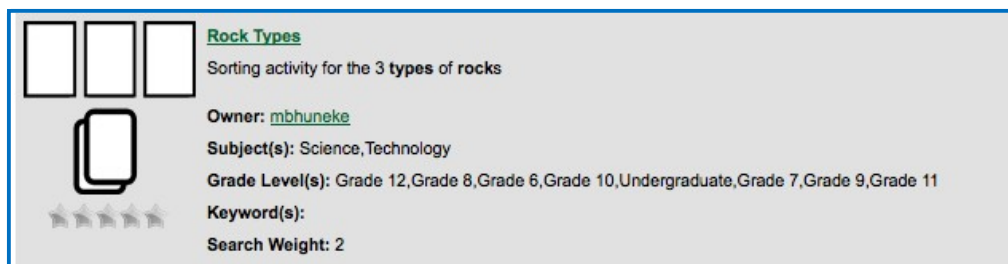 Rock Types
Sorting activity for the 3 types of rocks
Owner: mbhuneke
Subject(s): Science,Technology
Grade Level(s): Grade 12,Grade 8,Grade 6,Grade 10,Undergraduate,Grade 7,Grade 9,Grade 11
Keyword(s):
Search Weight: 2